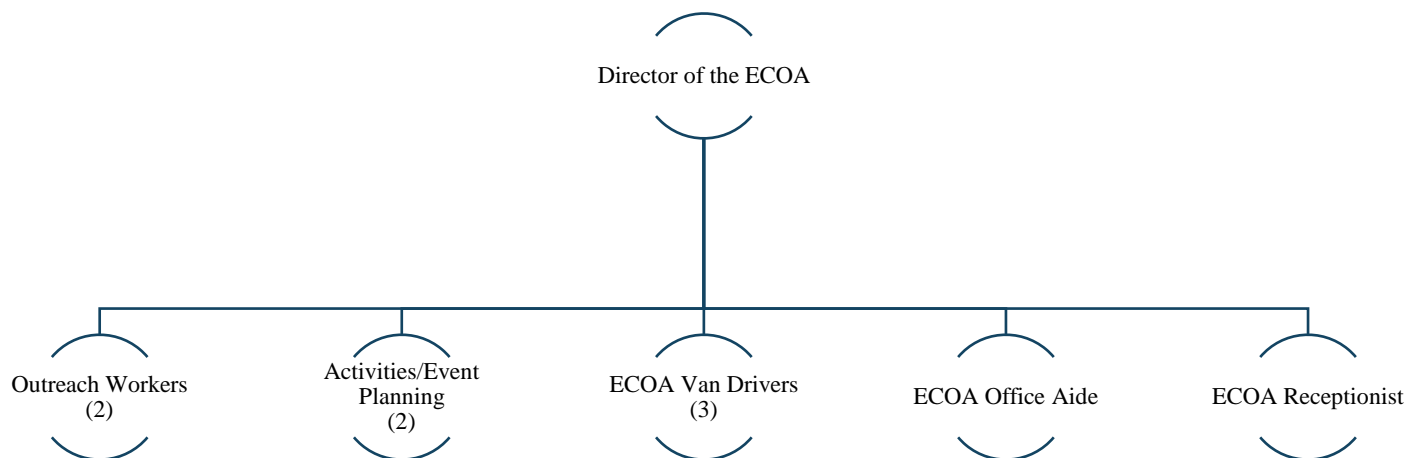 Director of the ECOA
Outreach Workers
(2)
Activities/Event
Planning
(2)
ECOA Van Drivers
(3)
ECOA Office Aide
ECOA Receptionist